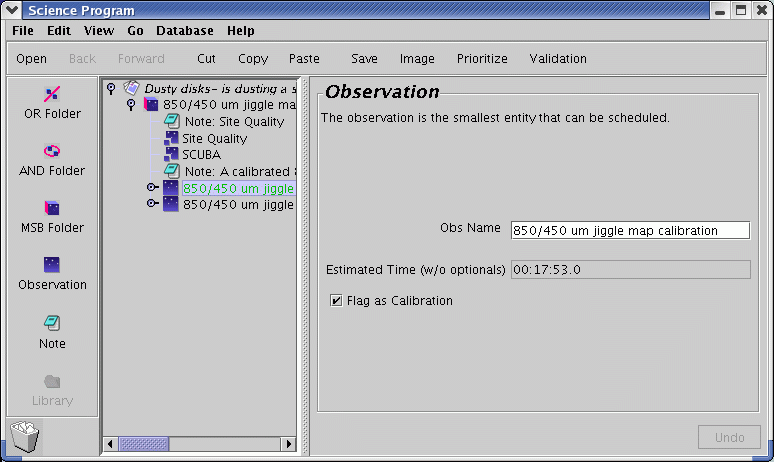 Science Program
File Edit View Go Database Help
Open Back Forward Cut Copy Paste Save Image Prioritize Validation
OR Folder
AND Folder
MSB Folder
Observation
Note
Library
Dusty disks- is dusting a s
850/450 um jiggle ma
Note: Site Quality
Site Quality
SCUBA
Note: A calibrated
850/450 um jiggle
850/450 um jiggle
Observation
The observation is the smallest entity that can be scheduled.
Obs Name 850/450 um jiggle map calibration
Estimated Time (w/o optionals) 00:17:53.0
Flag as Calibration
Undo